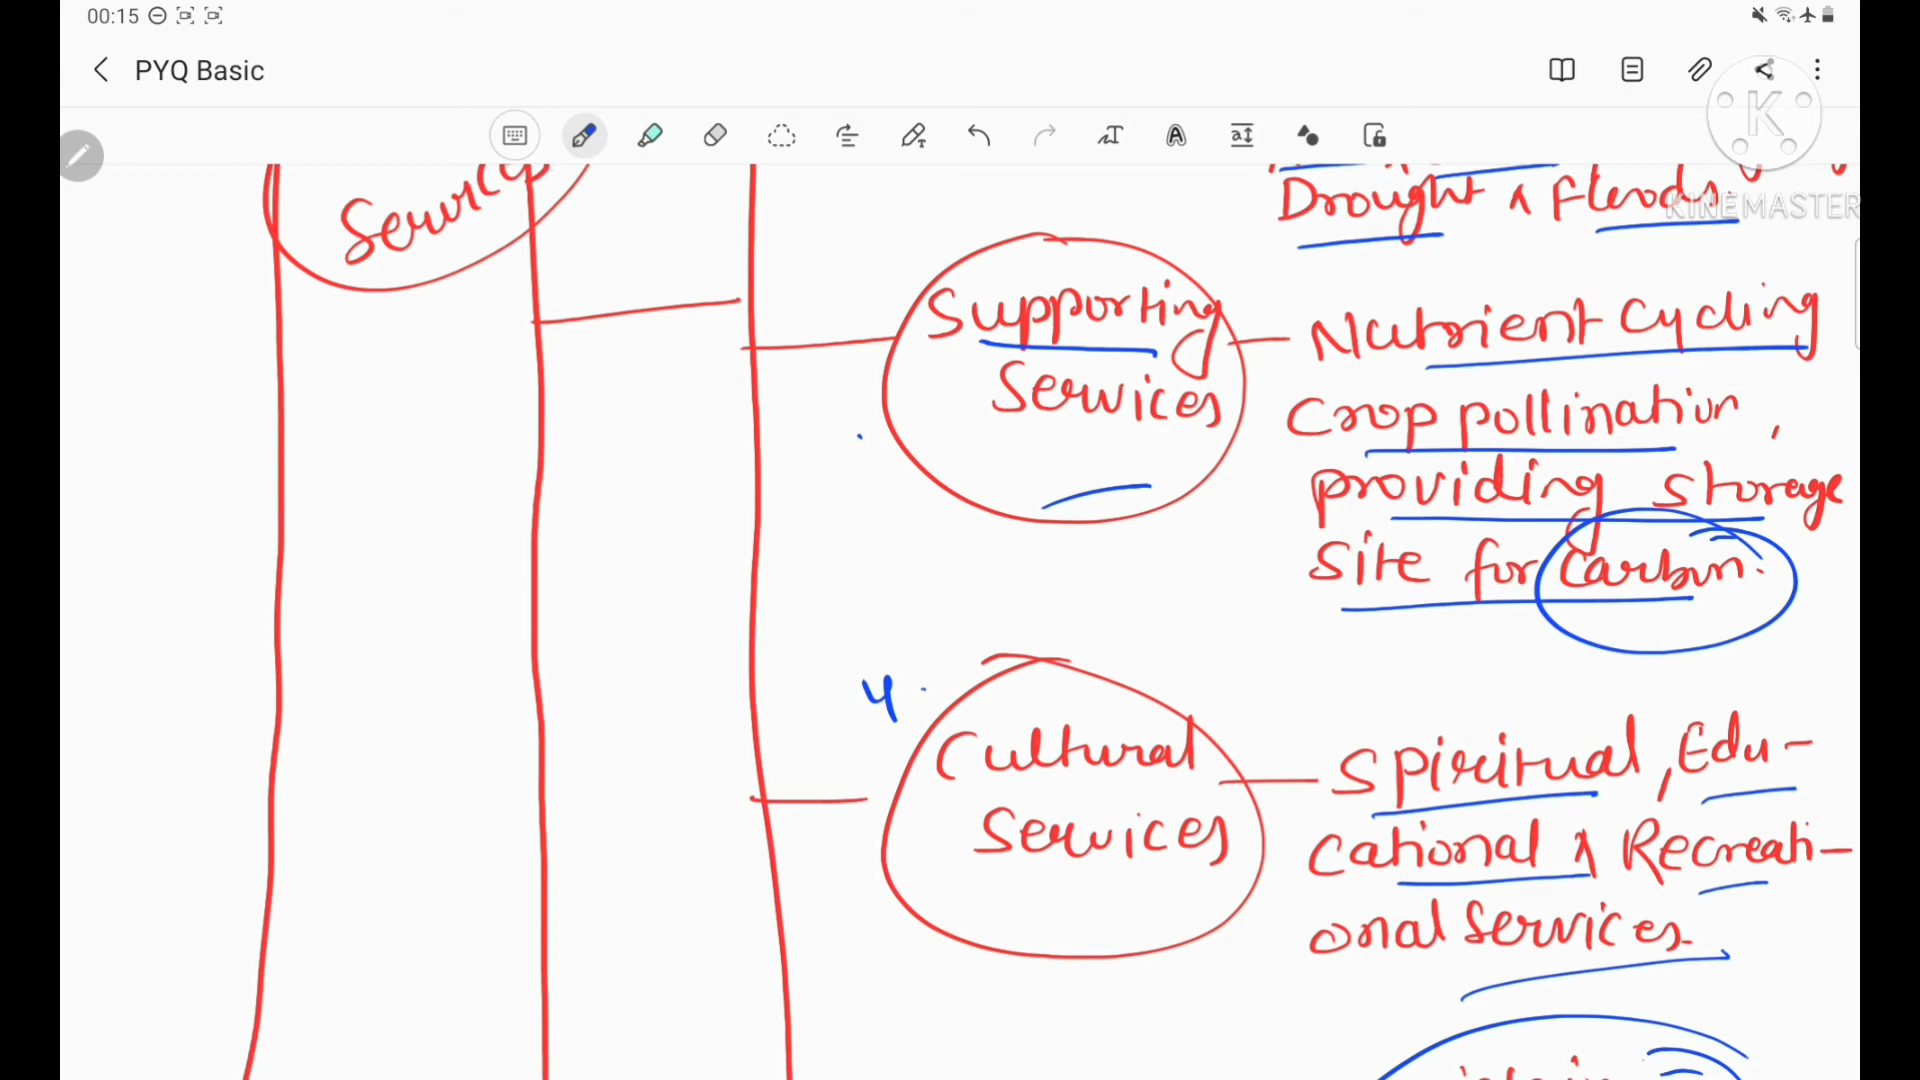 00:15
PYQ Basic
K
KINEMASTER
Services
Drought & floods.
Supporting
Services
Nutrient Cycling
Crop pollination,
providing storage
site for Carbon.
4.
Cultural
Services
Spiritual, Edu-
cational & Recreati-
onal Services.